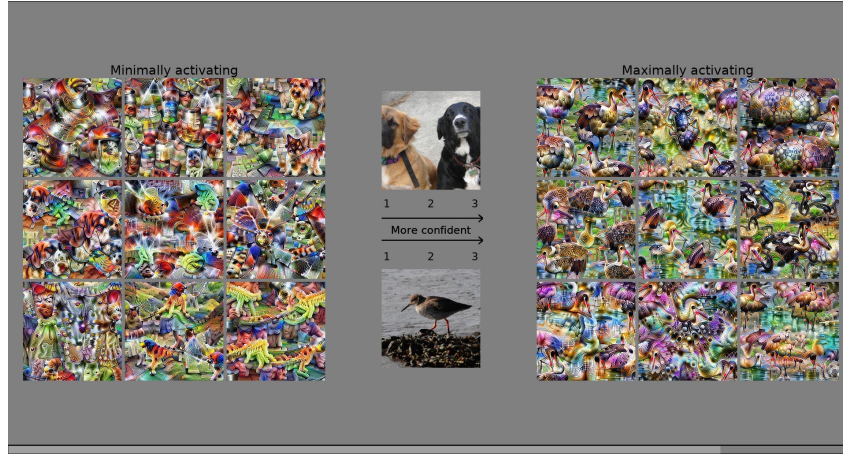 Minimally activating
Maximally activating
1 2 3
More confident
1 2 3